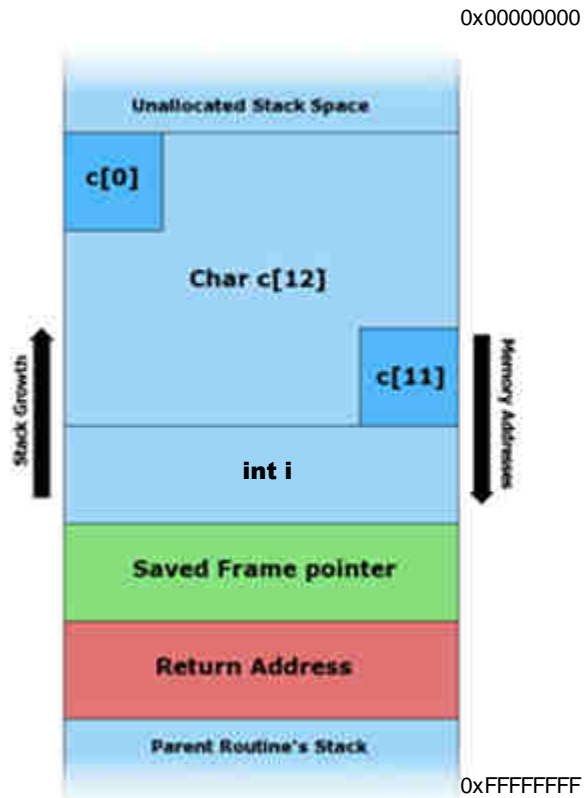 0x00000000
Unallocated Stack Space
c[0]
Char c[12]
c[11]
Stack Growth
Memory Addresses
int i
Saved Frame pointer
Return Address
Parent Routine's Stack
0xFFFFFFFF